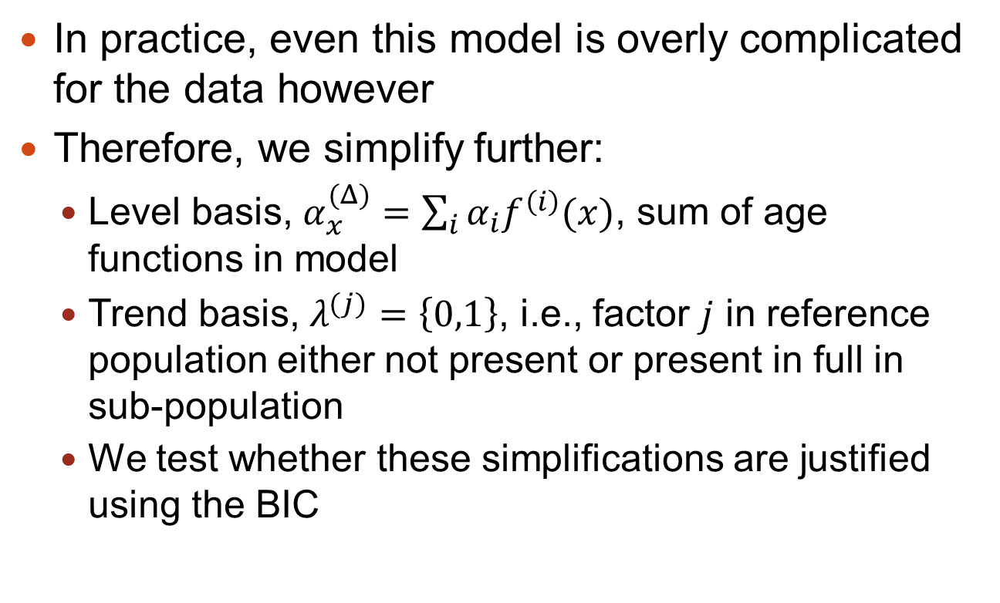 • In practice, even this model is overly complicated
for the data however
• Therefore, we simplify further:
• Level basis, $\alpha_x^{(\Delta)} = \sum_i \alpha_i f^{(i)}(x)$, sum of age
functions in model
• Trend basis, $\lambda^{(j)} = \{0,1\}$, i.e., factor $j$ in reference
population either not present or present in full in
sub-population
• We test whether these simplifications are justified
using the BIC